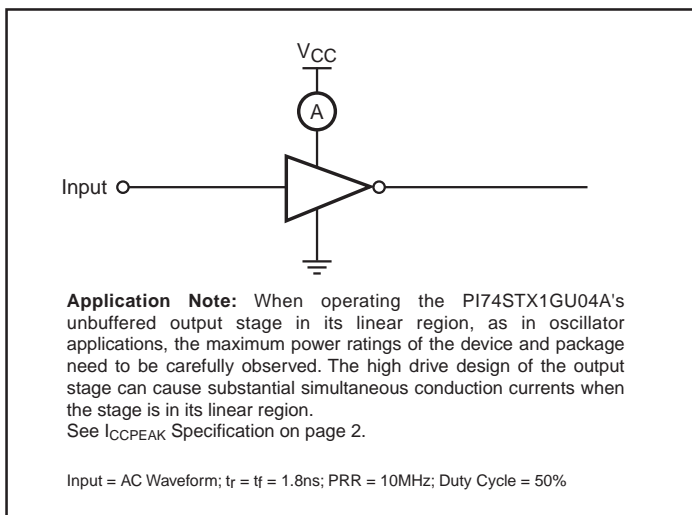 VCC
A
Input
Application Note: When operating the PI74STX1GU04A's
unbuffered output stage in its linear region, as in oscillator
applications, the maximum power ratings of the device and package
need to be carefully observed. The high drive design of the output
stage can cause substantial simultaneous conduction currents when
the stage is in its linear region.
See ICCPEAK Specification on page 2.
Input = AC Waveform; tr = tf = 1.8ns; PRR = 10MHz; Duty Cycle = 50%